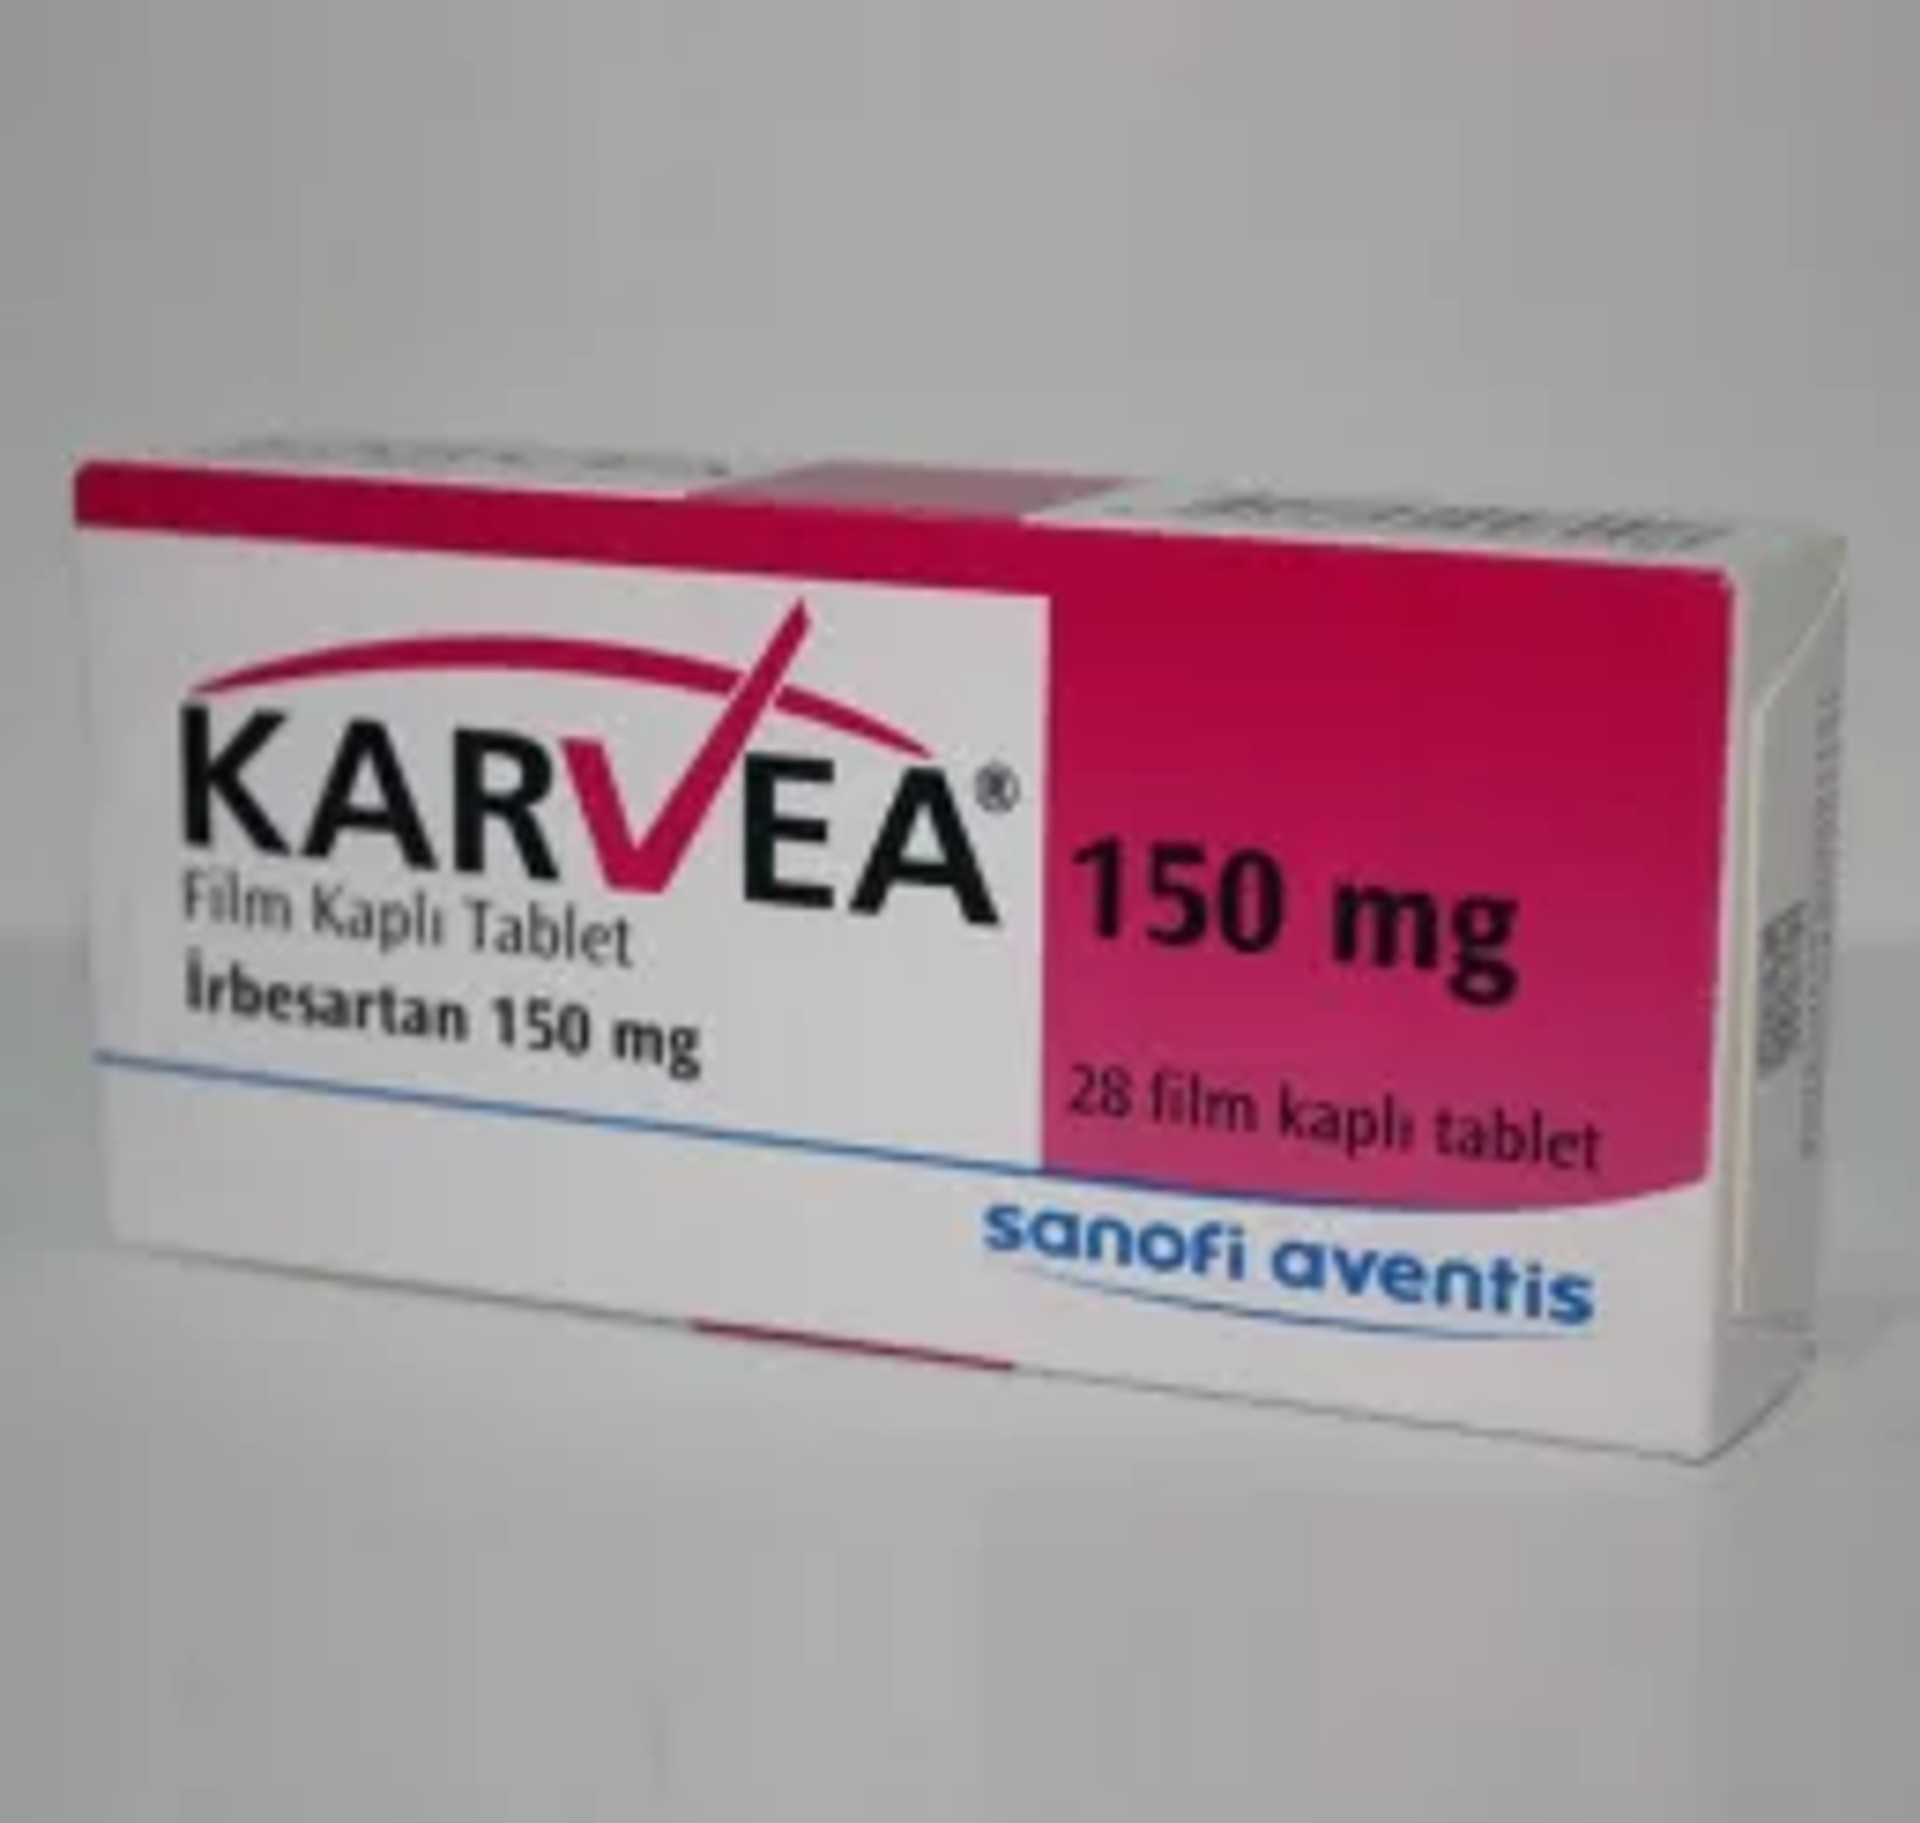 KARVEA®
Film Kaplı Tablet
İrbesartan 150 mg
150 mg
28 film kaplı tablet
sanofi aventis